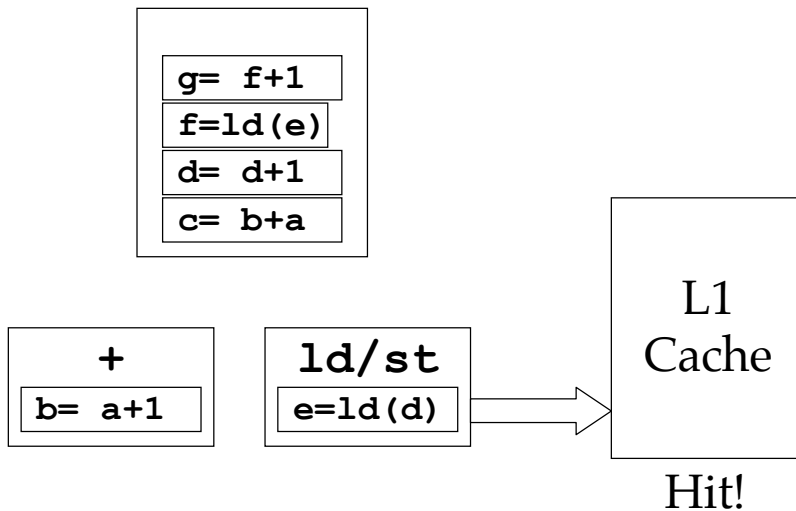 g= f+1
f=ld(e)
d= d+1
c= b+a
+
b= a+1
ld/st
e=ld(d)
L1
Cache
Hit!